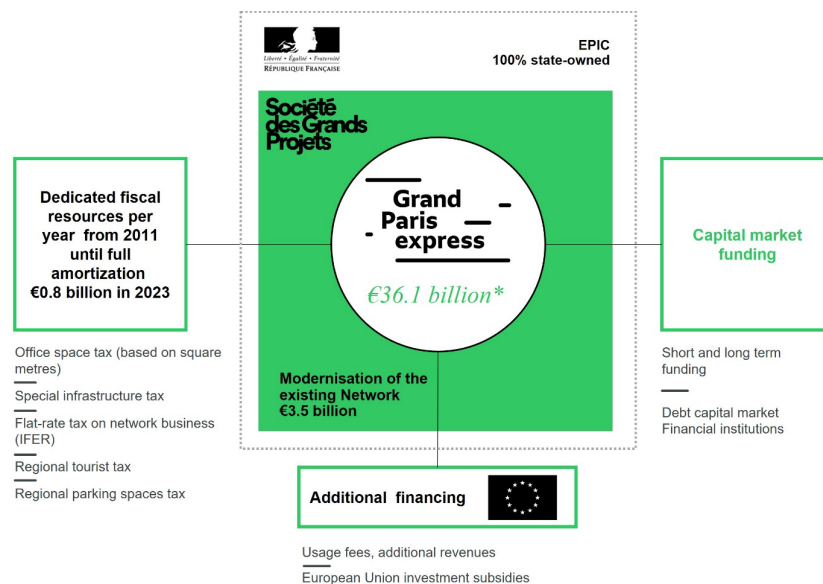 Liberté • Égalité • Fraternité
RÉPUBLIQUE FRANÇAISE
EPIC
100% state-owned
Société
des Grands
Projets
Dedicated fiscal
resources per
year from 2011
until full
amortization
€0.8 billion in 2023
Grand
Paris
express
€36.1 billion*
Capital market
funding
Office space tax (based on square
metres)
Special infrastructure tax
Flat-rate tax on network business
(IFER)
Regional tourist tax
Regional parking spaces tax
Modernisation of the
existing Network
€3.5 billion
Short and long term
funding
Debt capital market
Financial institutions
Additional financing
Usage fees, additional revenues
European Union investment subsidies